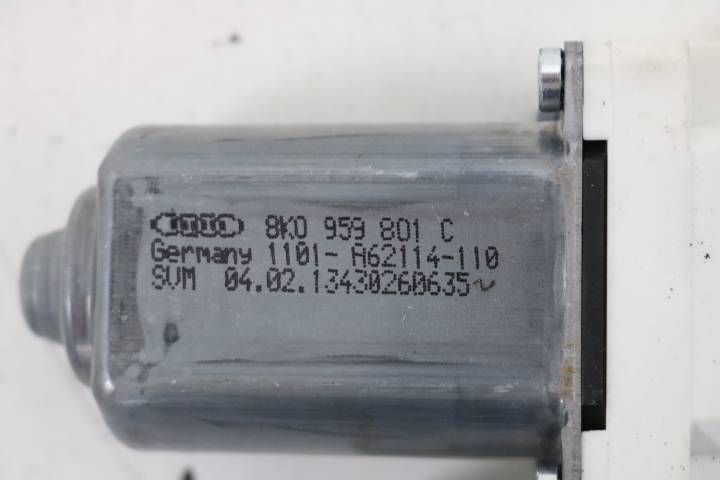 8K0 959 801 C
Germany 1101- A62114-110
SVM 04.02.13430260635~